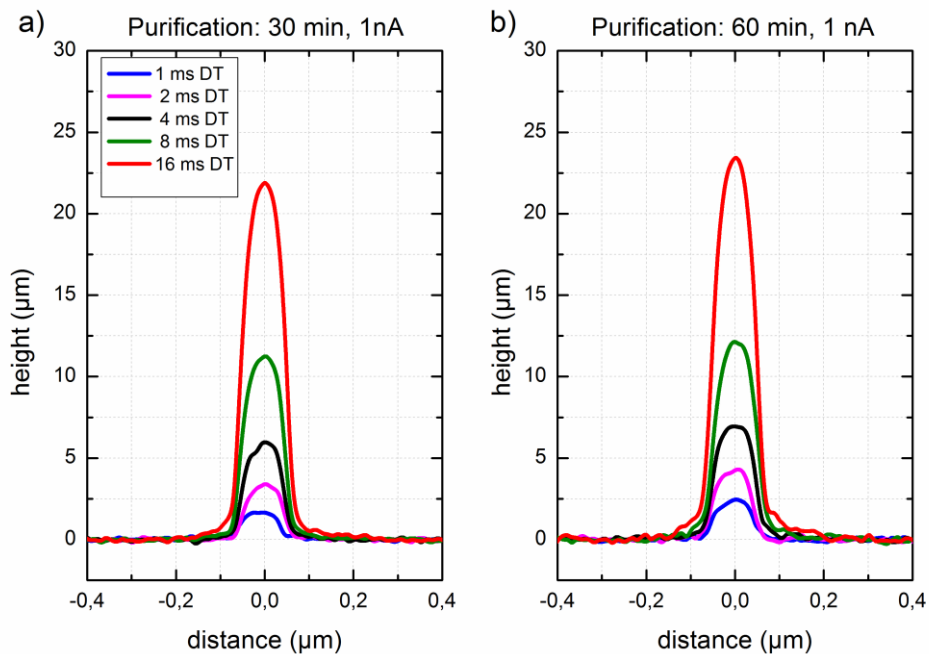 a)
Purification: 30 min, 1nA
30
25
20
15
10
5
0
height (µm)
1 ms DT
2 ms DT
4 ms DT
8 ms DT
16 ms DT
-0,4
-0,2
0,0
0,2
0,4
distance (µm)
b)
Purification: 60 min, 1 nA
30
25
20
15
10
5
0
height (µm)
-0,4
-0,2
0,0
0,2
0,4
distance (µm)